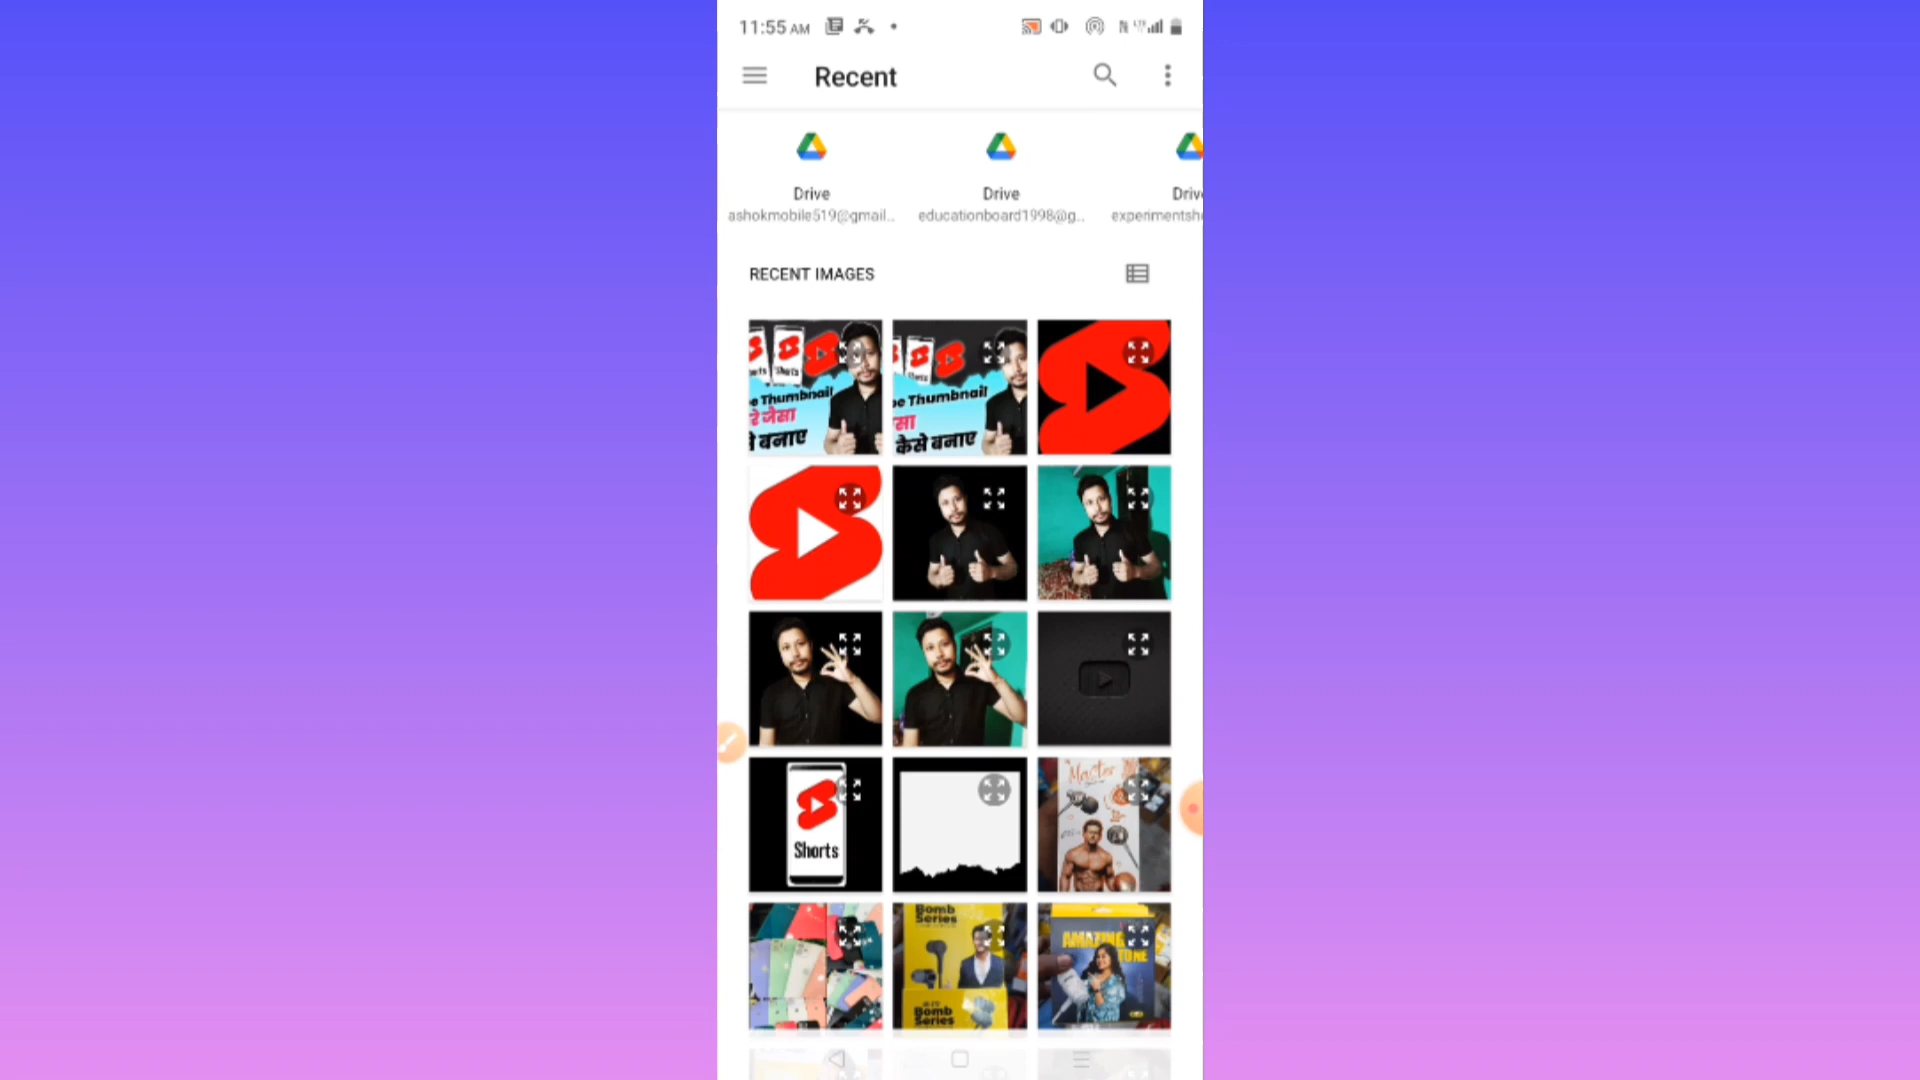 11:55 AM
Recent
Drive
ashokmobile519@gmail...
Drive
educationboard1998@g...
Driv
experimentsh
RECENT IMAGES
Shorts
e Thumbnail
रे जैसा
बनाए
e Thumbnail
सा
कैसे बनाए
Shorts
Master
Bomb
Series
Bomb
Series
AMAZING
TONE